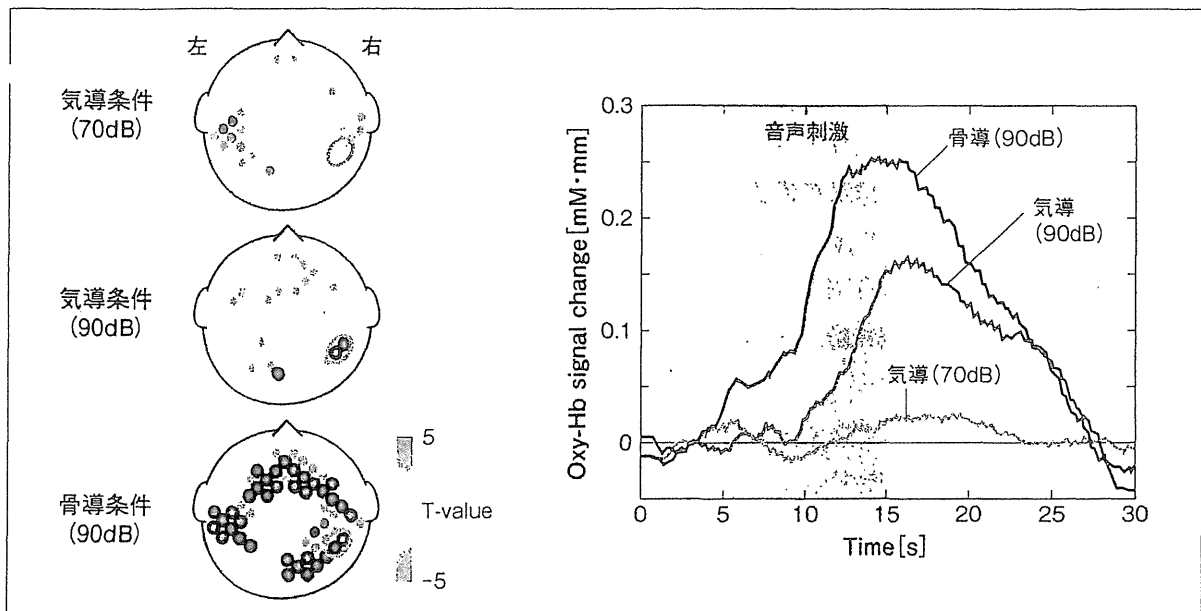 左 右
気導条件
(70dB)
気導条件
(90dB)
骨導条件
(90dB)
5
T-value
-5
Oxy-Hb signal change[mM・mm]
0.3
0.2
0.1
0
音声刺激
骨導(90dB)
気導
(90dB)
気導(70dB)
0 5 10 15 20 25 30
Time[s]